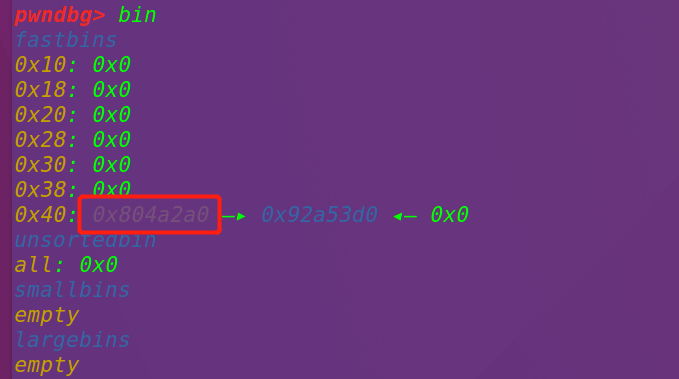 pwndbg> bin
fastbins
0x10: 0x0
0x18: 0x0
0x20: 0x0
0x28: 0x0
0x30: 0x0
0x38: 0x0
0x40: 0x804a2a0 —▸ 0x92a53d0 ◂— 0x0
unsortedbin
all: 0x0
smallbins
empty
largebins
empty